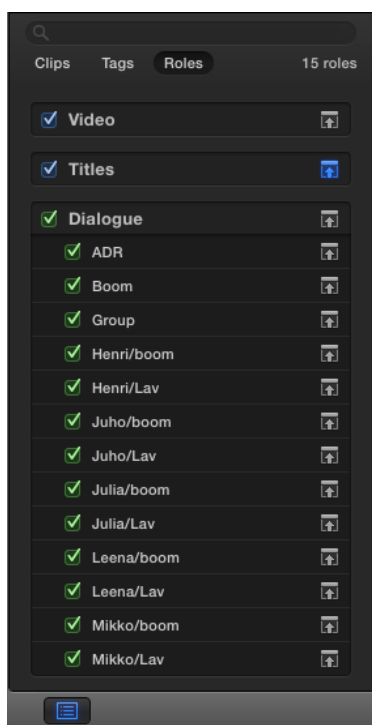 Clips Tags Roles 15 roles
Video
Titles
Dialogue
ADR
Boom
Group
Henri/boom
Henri/Lav
Juho/boom
Juho/Lav
Julia/boom
Julia/Lav
Leena/boom
Leena/Lav
Mikko/boom
Mikko/Lav